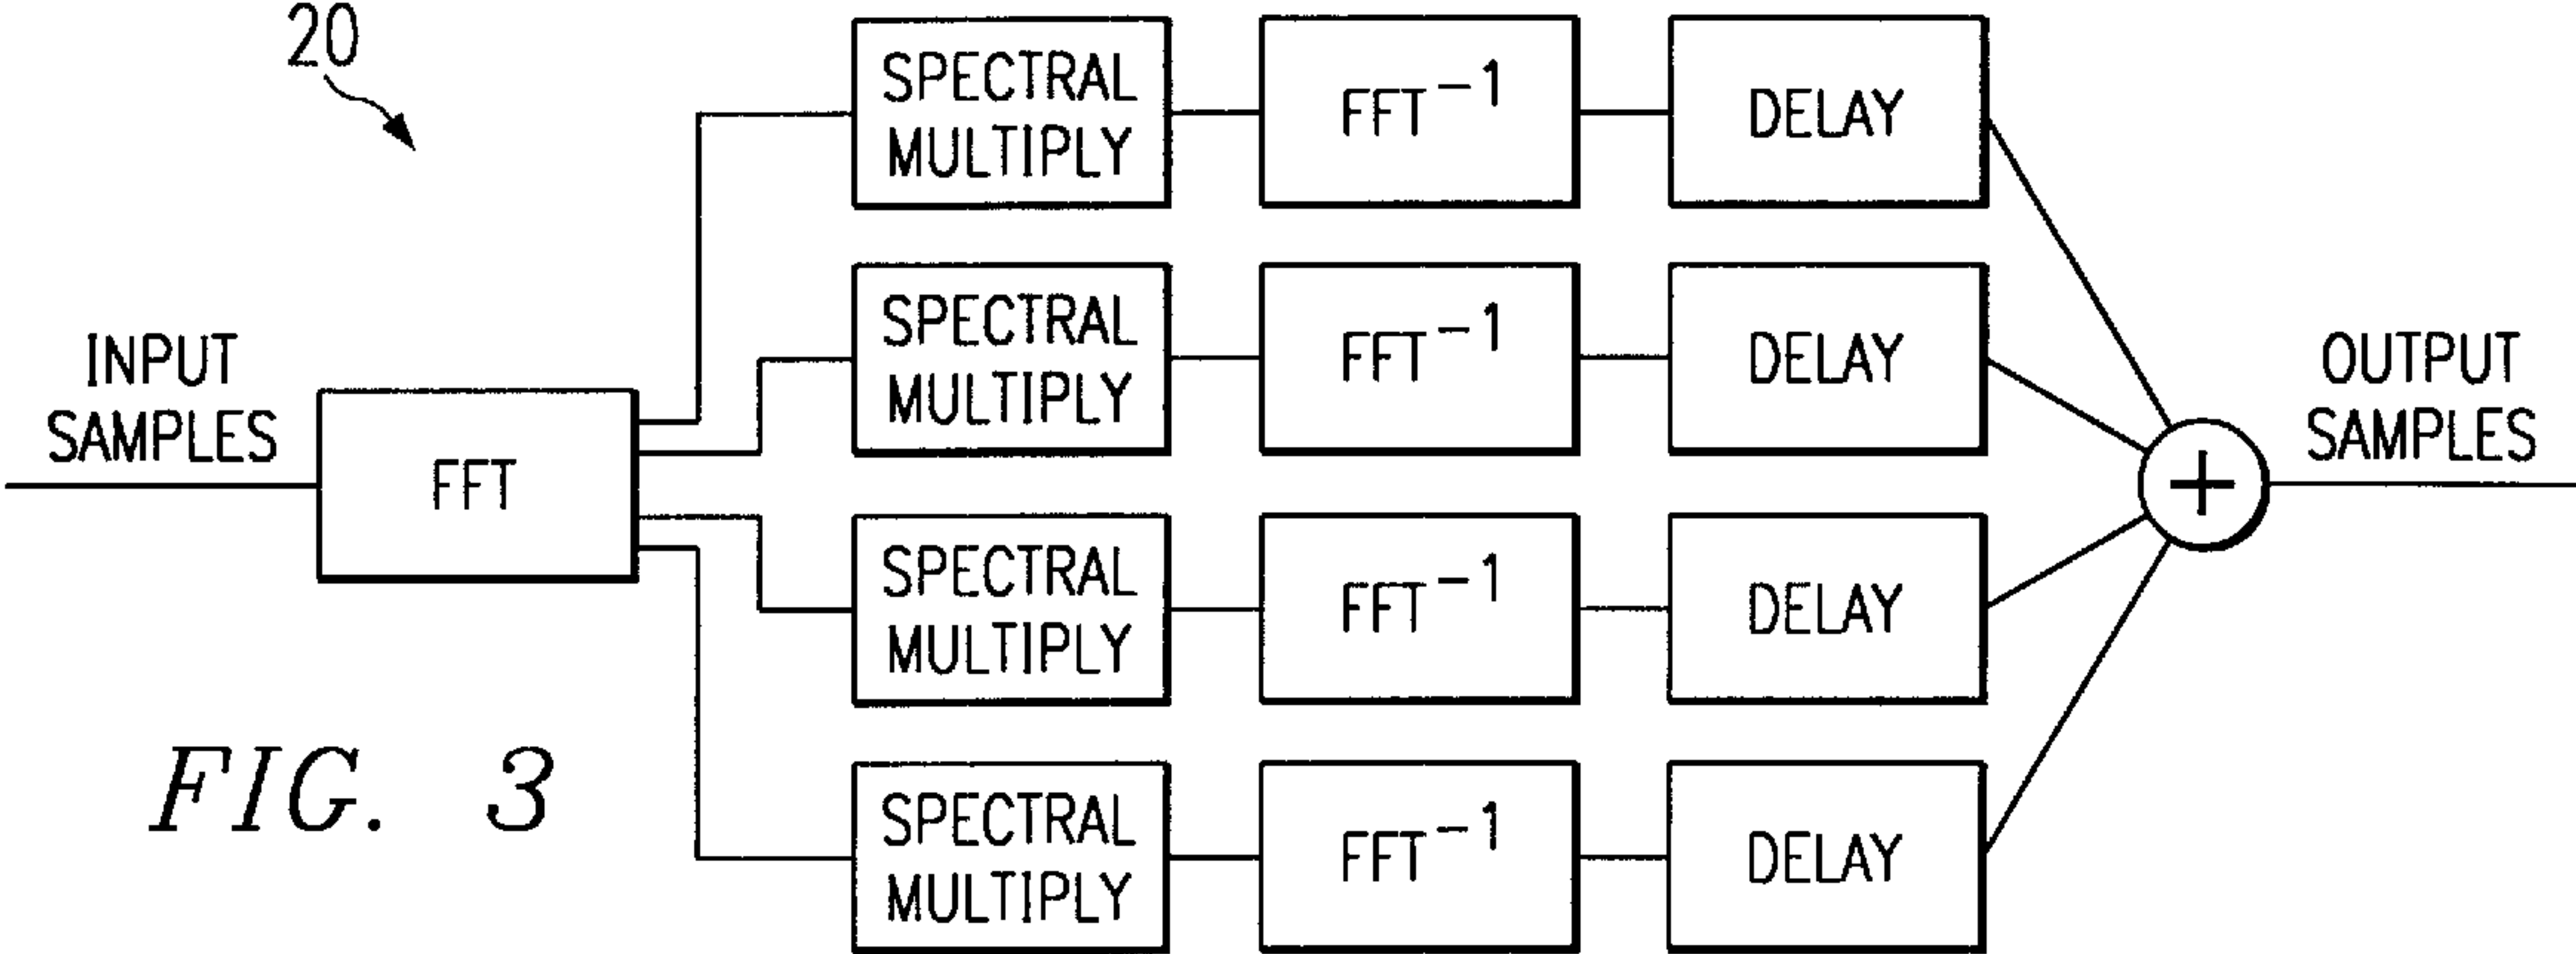 20
SPECTRAL
MULTIPLY
FFT⁻¹
DELAY
SPECTRAL
MULTIPLY
FFT⁻¹
DELAY
INPUT
SAMPLES
FFT
+
OUTPUT
SAMPLES
SPECTRAL
MULTIPLY
FFT⁻¹
DELAY
SPECTRAL
MULTIPLY
FFT⁻¹
DELAY
FIG. 3